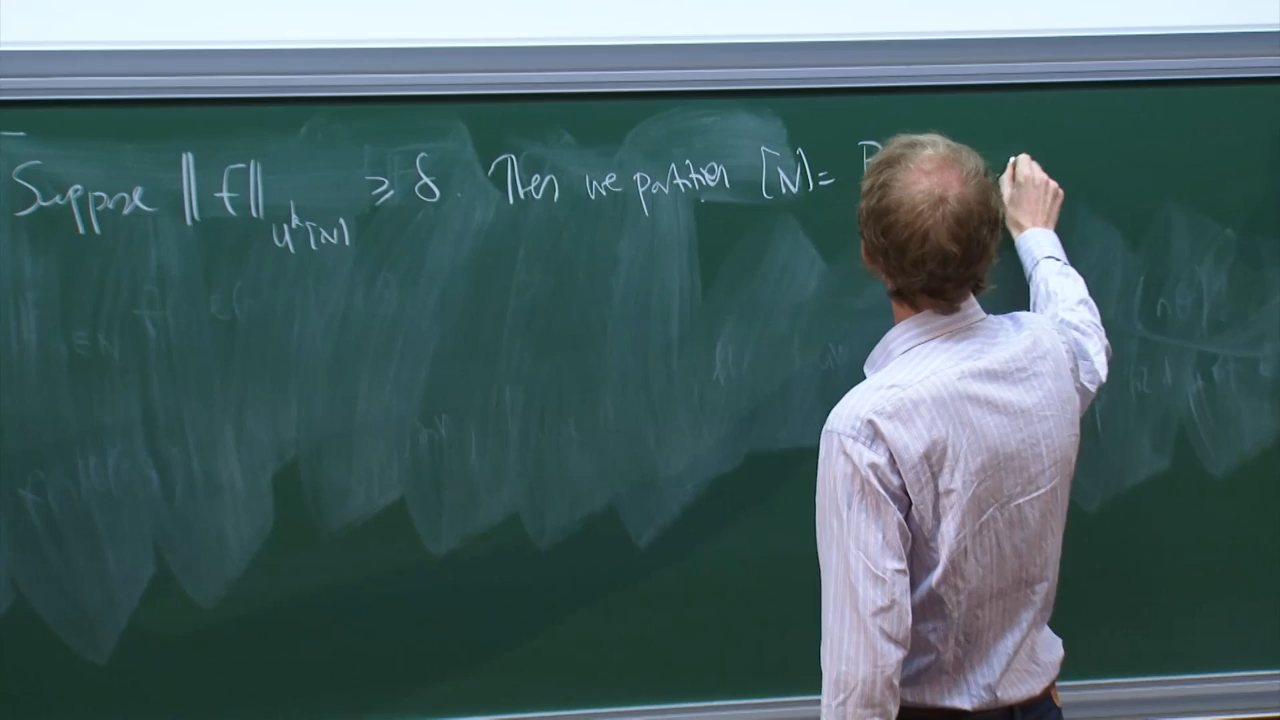 Suppose ‖f‖_{U^k[N]} ≥ δ. Then we partition [N] = P